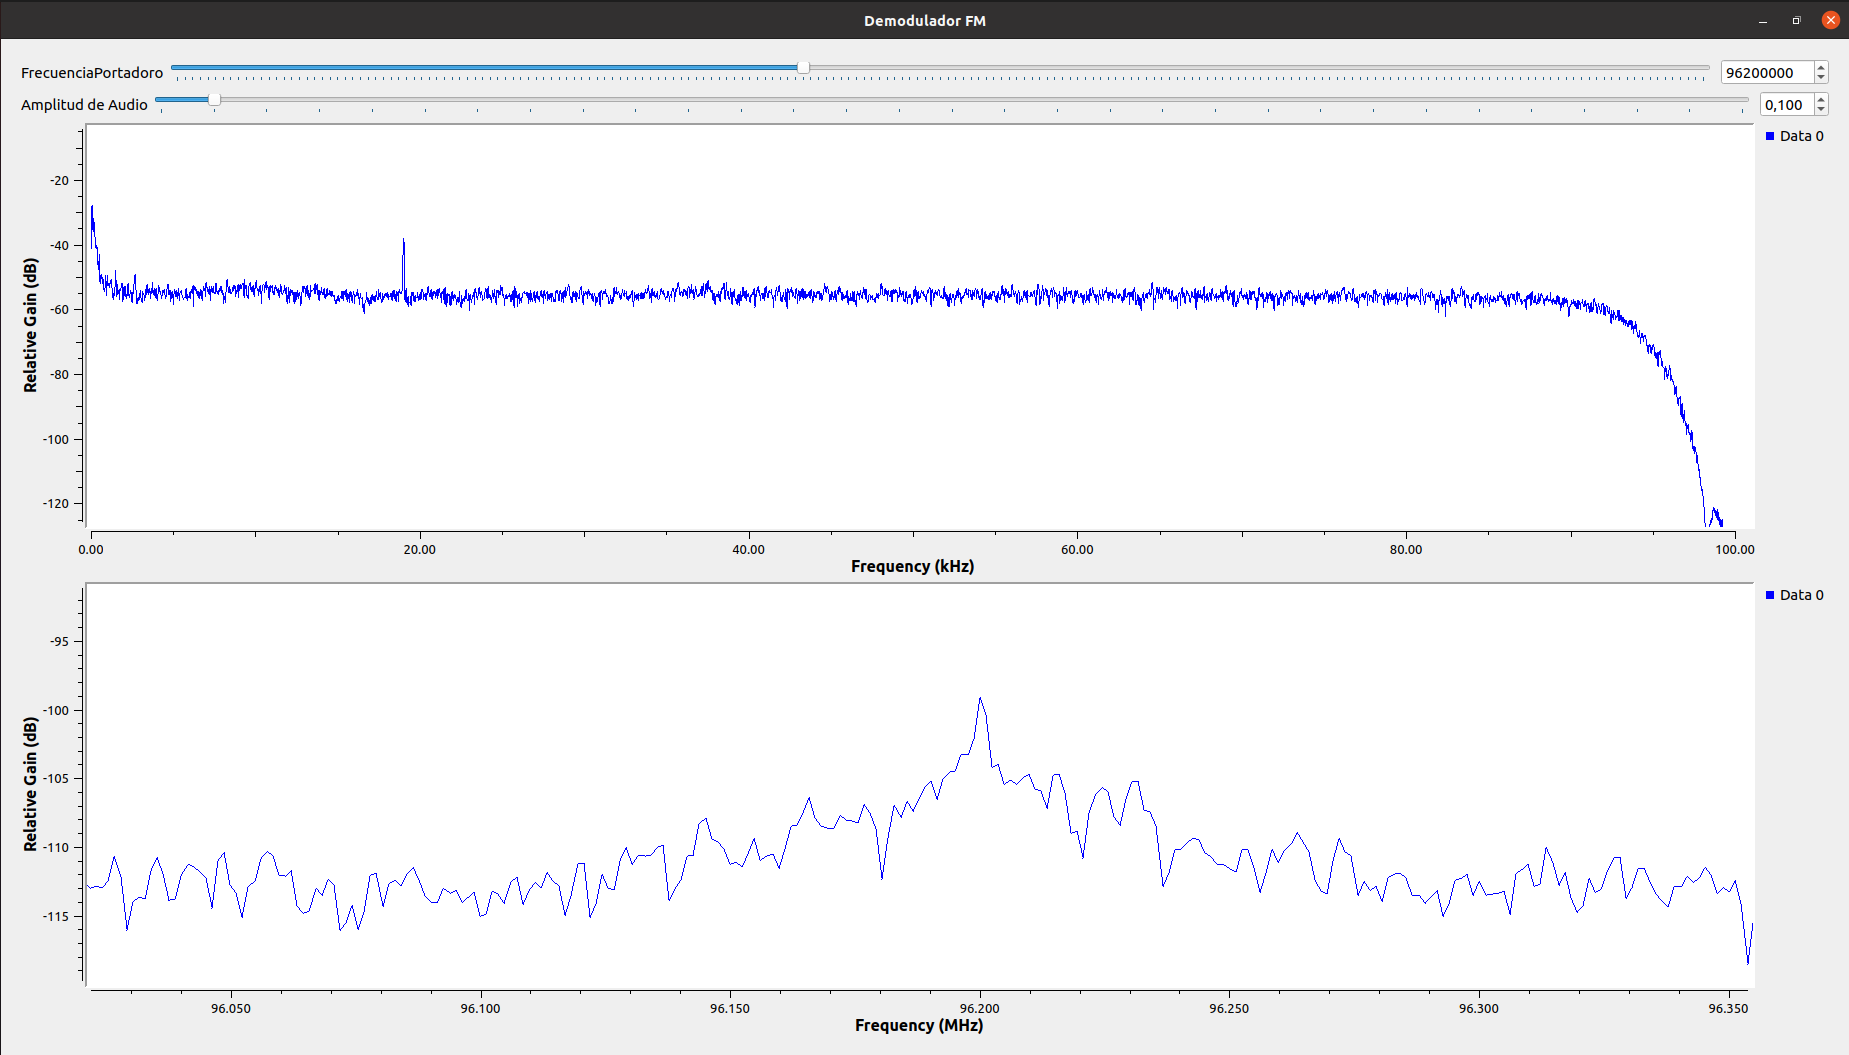 Demodulador FM
FrecuenciaPortadoro 96200000
Amplitud de Audio 0,100
Data 0
Relative Gain (dB)
-20
-40
-60
-80
-100
-120
0.00 20.00 40.00 60.00 80.00 100.00
Frequency (kHz)
Data 0
Relative Gain (dB)
-95
-100
-105
-110
-115
96.050 96.100 96.150 96.200 96.250 96.300 96.350
Frequency (MHz)